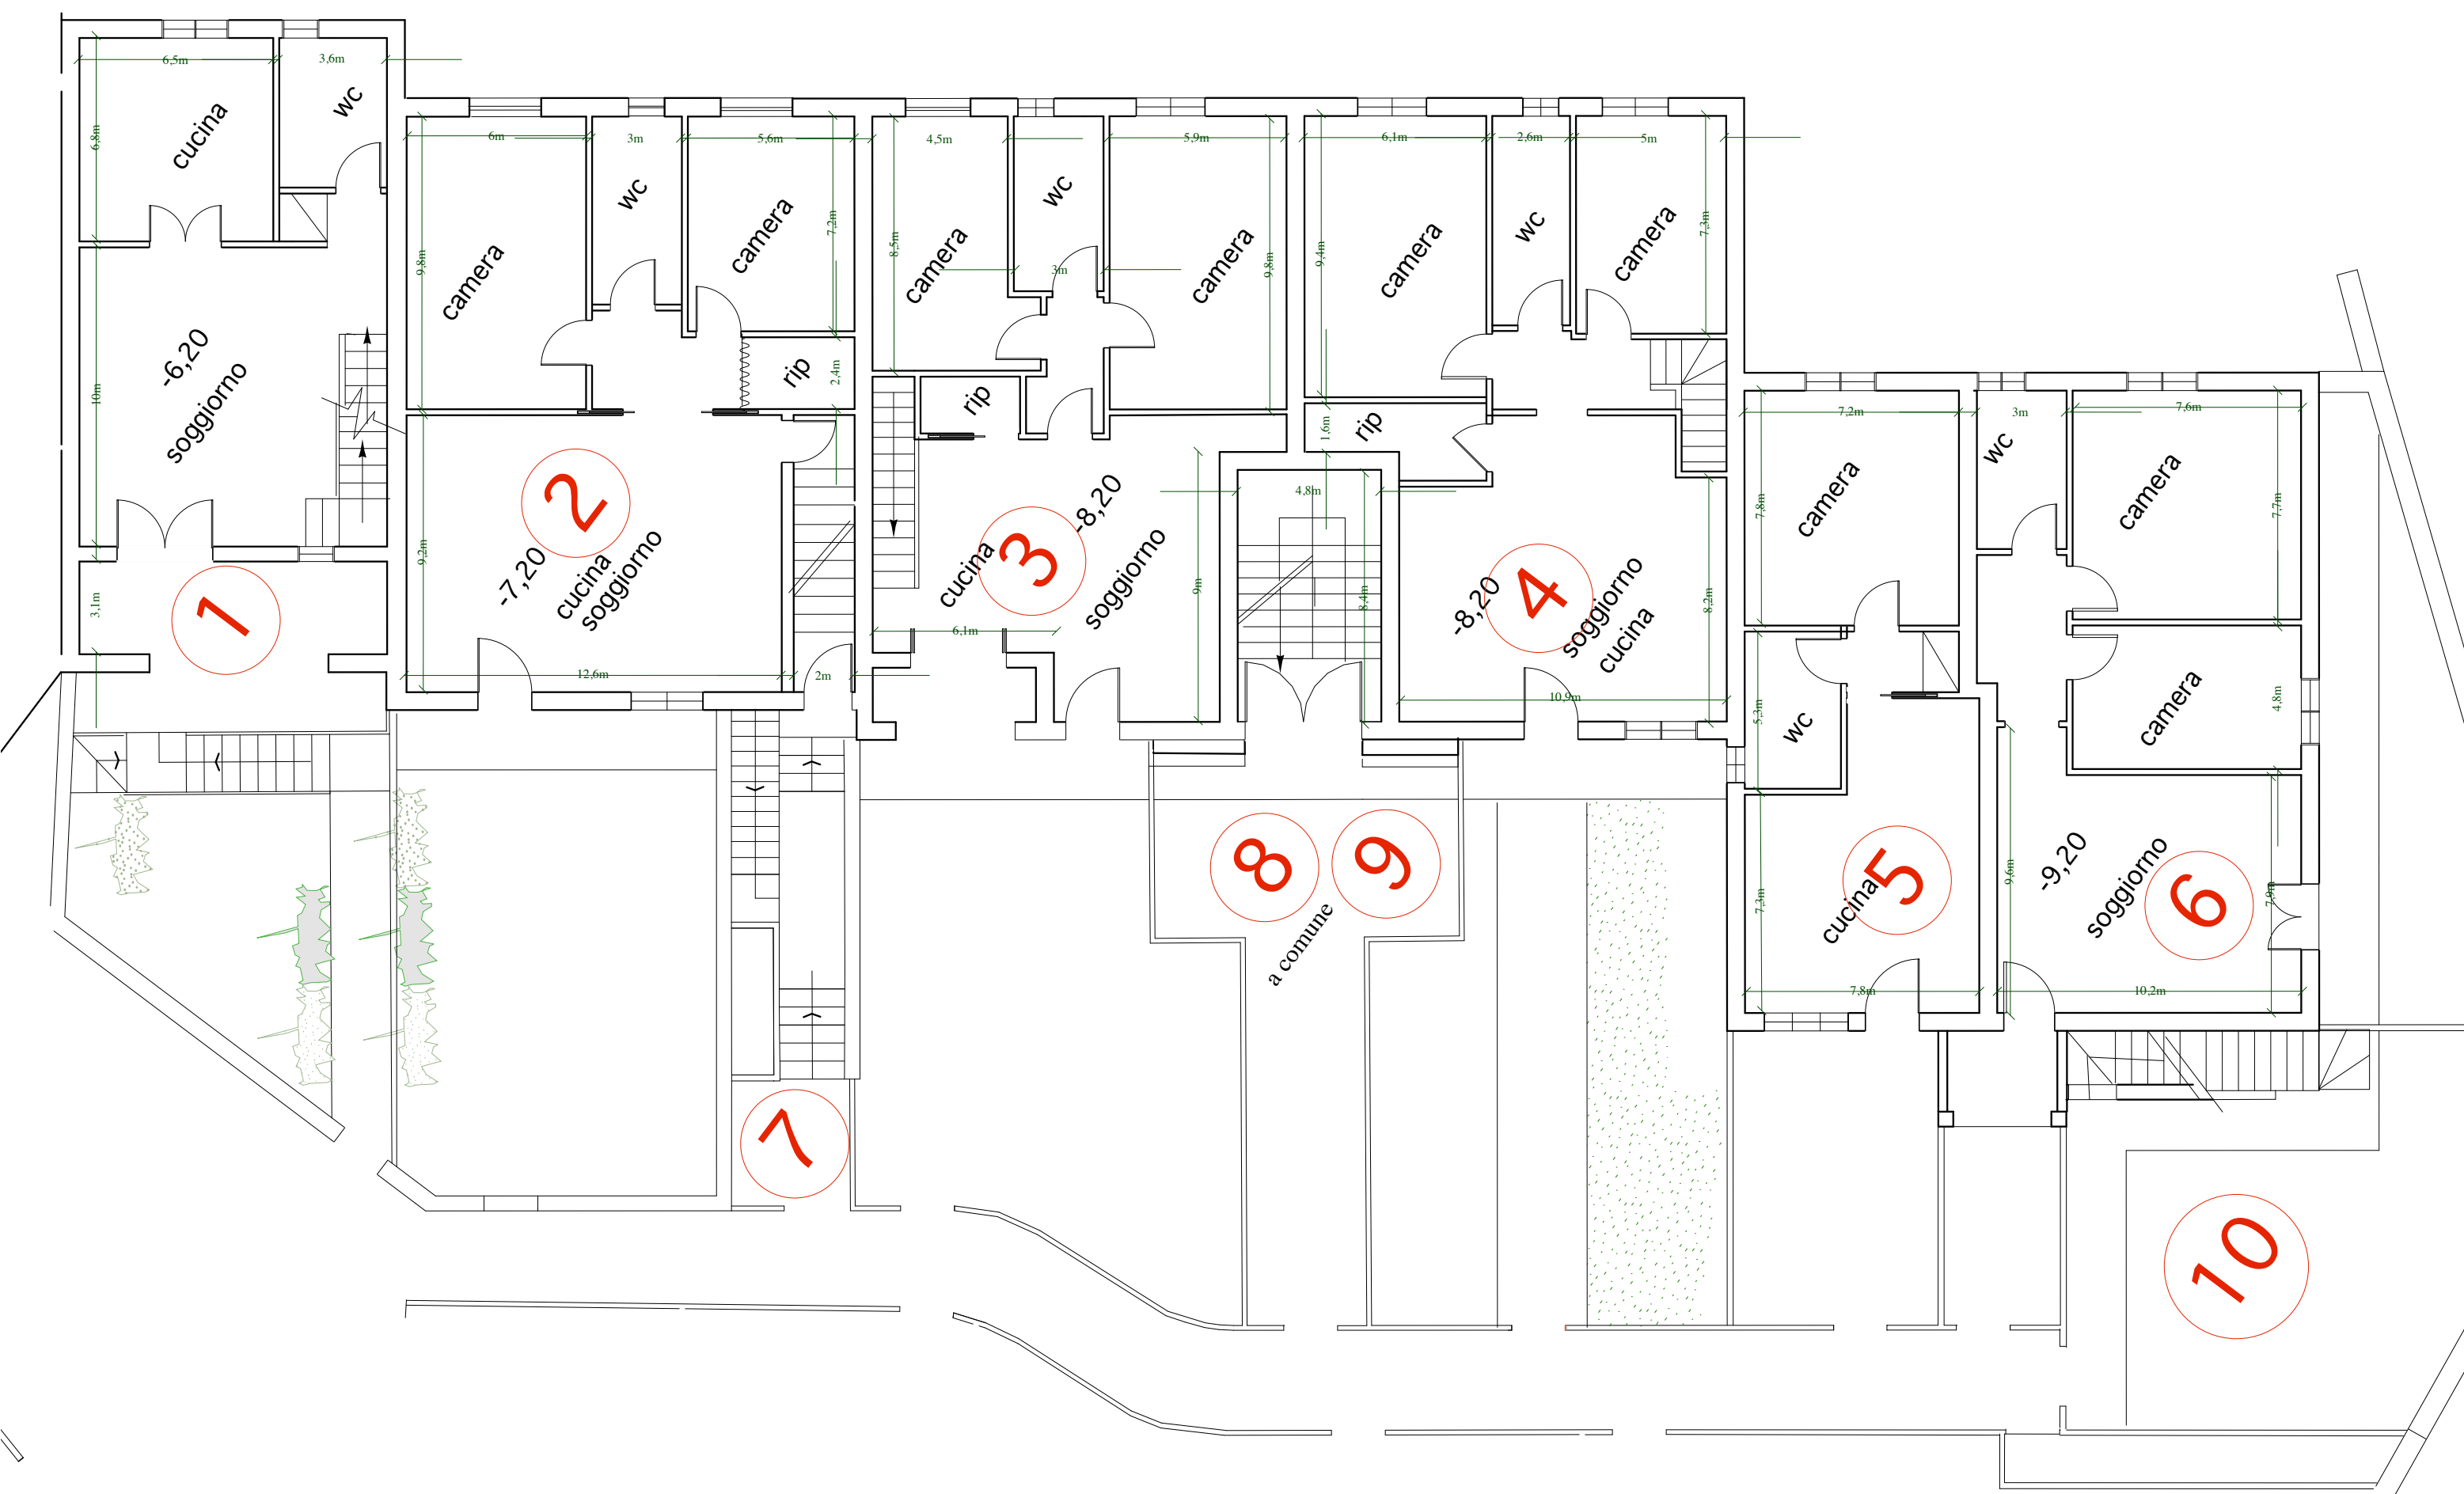 6,5m
3,6m
cucina
wc
6,8m
-6,20
soggiorno
10m
3,1m
1
6m
3m
5,6m
camera
wc
camera
9,8m
7,2m
rip
2,4m
2
-7,20
cucina
soggiorno
9,2m
12,6m
2m
4,5m
5,9m
8,5m
camera
wc
3m
camera
9,8m
rip
3
-8,20
cucina
soggiorno
9m
6,1m
4,8m
8,4m
6,1m
2,6m
5m
9,4m
camera
wc
camera
7,3m
1,6m
rip
4
-8,20
soggiorno
cucina
8,2m
10,9m
7,2m
3m
7,6m
7,8m
camera
wc
camera
7,7m
5,3m
wc
camera
4,8m
7,3m
cucina
5
9,6m
-9,20
soggiorno
6
7,9m
7,8m
10,2m
7
8
9
a comune
10